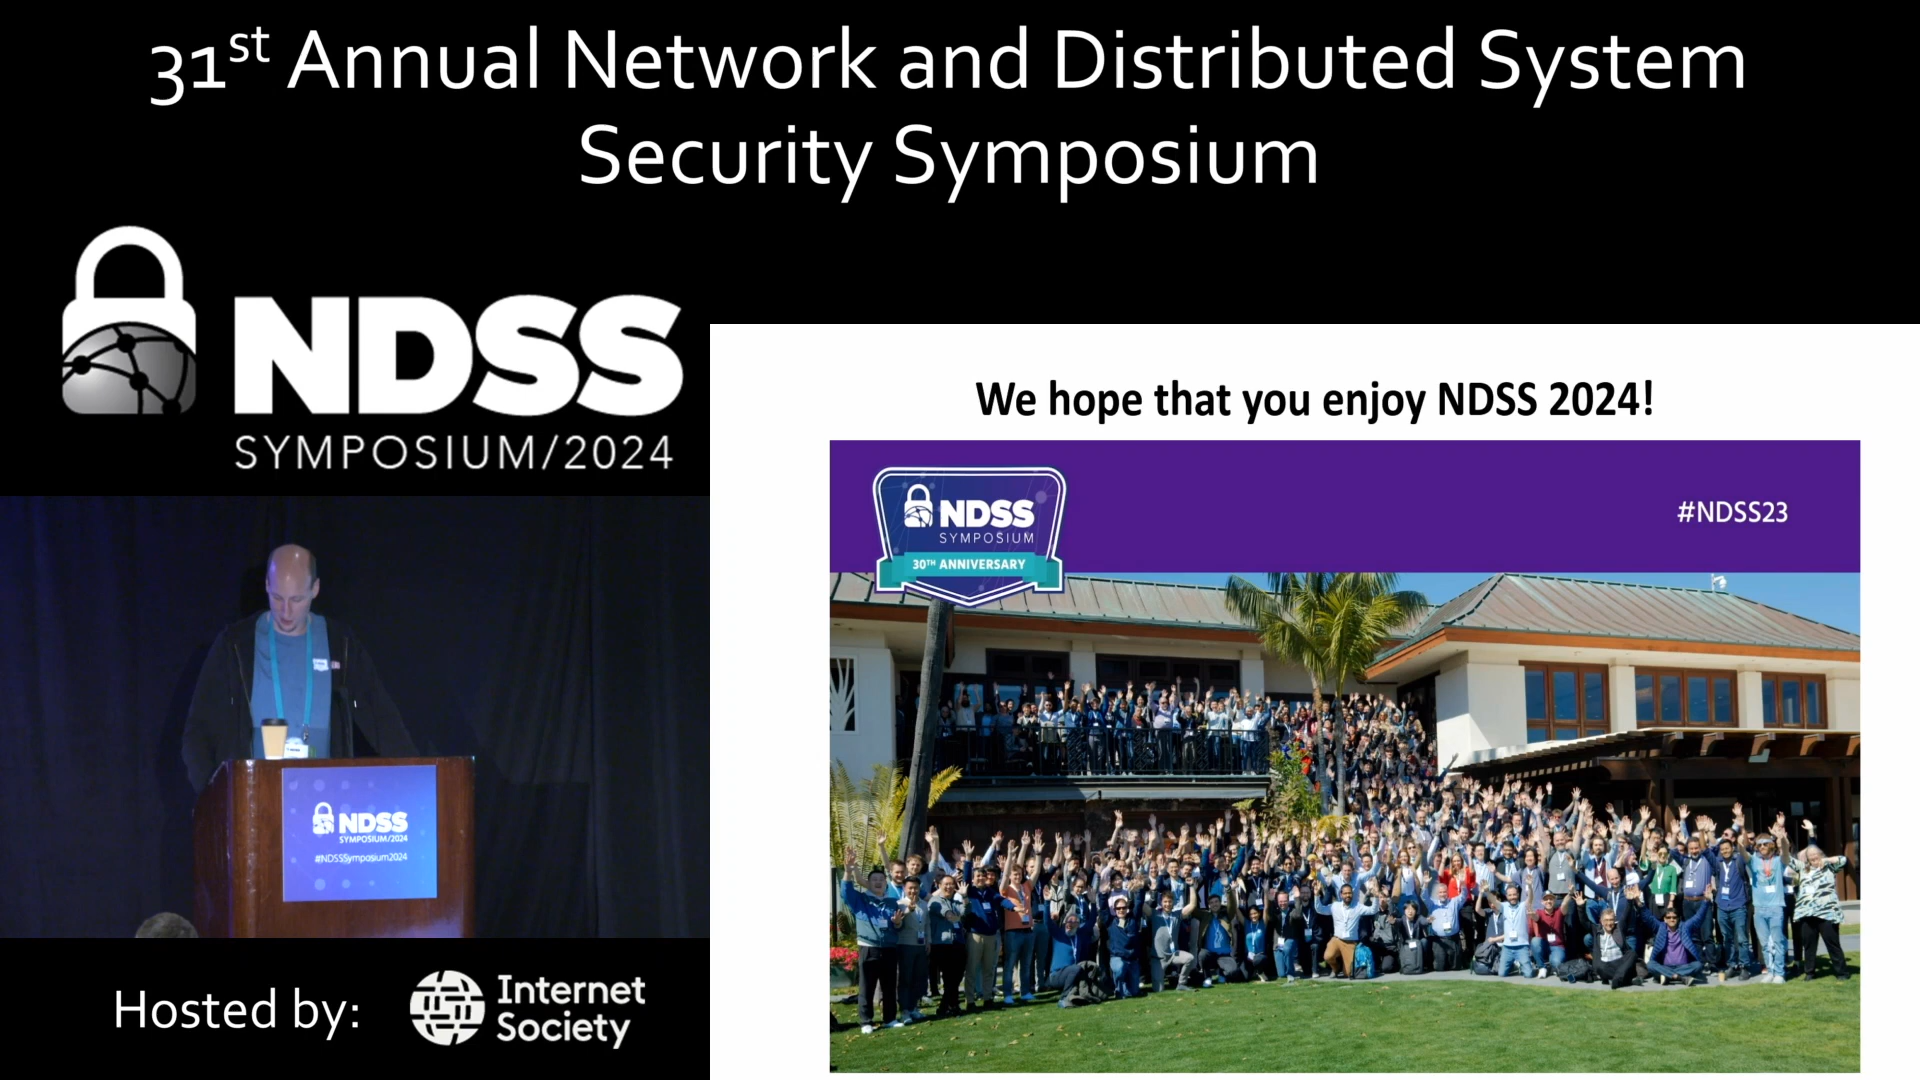 31st Annual Network and Distributed System
Security Symposium
NDSS
SYMPOSIUM/2024
We hope that you enjoy NDSS 2024!
NDSS
SYMPOSIUM
30TH ANNIVERSARY
#NDSS23
NDSS
SYMPOSIUM/2024
#NDSSSymposium2024
Hosted by:
Internet
Society